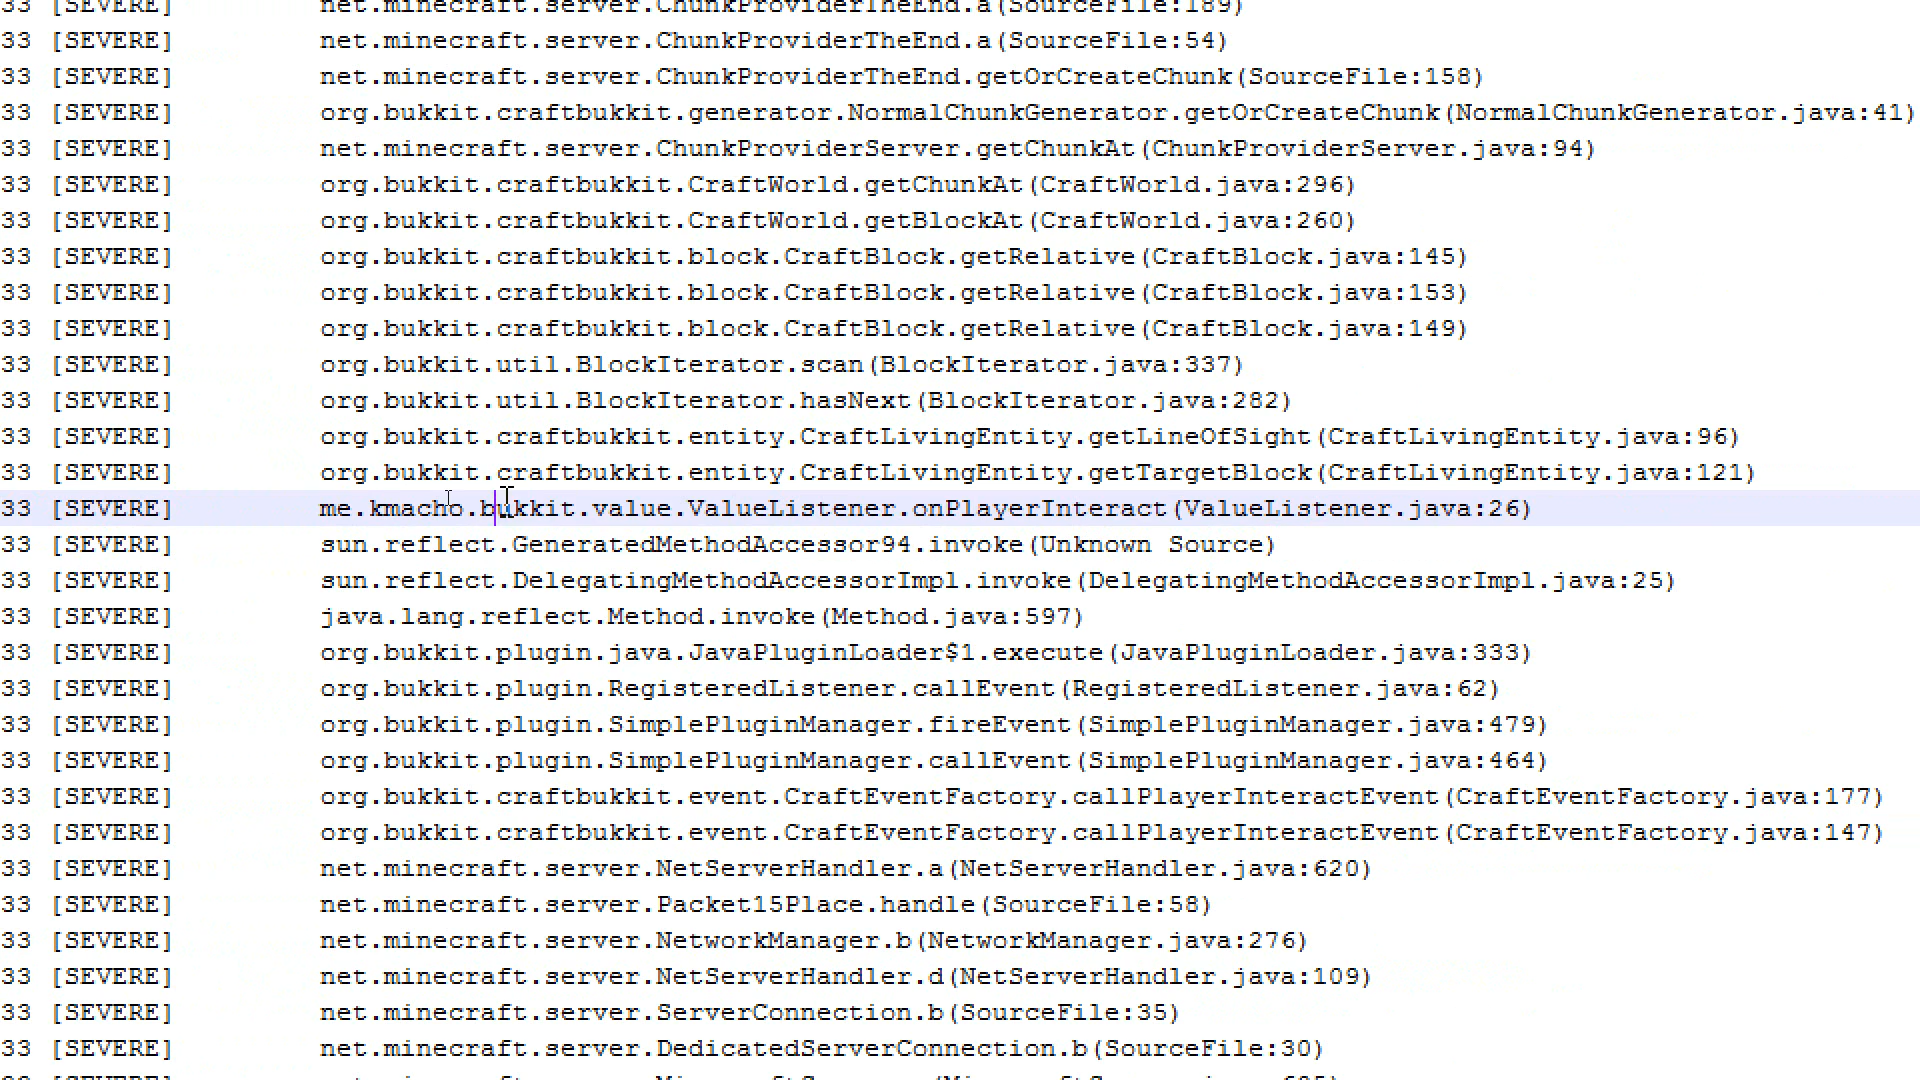 33 [SEVERE] net.minecraft.server.ChunkProviderTheEnd.a(SourceFile:189)
33 [SEVERE] net.minecraft.server.ChunkProviderTheEnd.a(SourceFile:54)
33 [SEVERE] net.minecraft.server.ChunkProviderTheEnd.getOrCreateChunk(SourceFile:158)
33 [SEVERE] org.bukkit.craftbukkit.generator.NormalChunkGenerator.getOrCreateChunk(NormalChunkGenerator.java:41)
33 [SEVERE] net.minecraft.server.ChunkProviderServer.getChunkAt(ChunkProviderServer.java:94)
33 [SEVERE] org.bukkit.craftbukkit.CraftWorld.getChunkAt(CraftWorld.java:296)
33 [SEVERE] org.bukkit.craftbukkit.CraftWorld.getBlockAt(CraftWorld.java:260)
33 [SEVERE] org.bukkit.craftbukkit.block.CraftBlock.getRelative(CraftBlock.java:145)
33 [SEVERE] org.bukkit.craftbukkit.block.CraftBlock.getRelative(CraftBlock.java:153)
33 [SEVERE] org.bukkit.craftbukkit.block.CraftBlock.getRelative(CraftBlock.java:149)
33 [SEVERE] org.bukkit.util.BlockIterator.scan(BlockIterator.java:337)
33 [SEVERE] org.bukkit.util.BlockIterator.hasNext(BlockIterator.java:282)
33 [SEVERE] org.bukkit.craftbukkit.entity.CraftLivingEntity.getLineOfSight(CraftLivingEntity.java:96)
33 [SEVERE] org.bukkit.craftbukkit.entity.CraftLivingEntity.getTargetBlock(CraftLivingEntity.java:121)
33 [SEVERE] me.kmacho.bukkit.value.ValueListener.onPlayerInteract(ValueListener.java:26)
33 [SEVERE] sun.reflect.GeneratedMethodAccessor94.invoke(Unknown Source)
33 [SEVERE] sun.reflect.DelegatingMethodAccessorImpl.invoke(DelegatingMethodAccessorImpl.java:25)
33 [SEVERE] java.lang.reflect.Method.invoke(Method.java:597)
33 [SEVERE] org.bukkit.plugin.java.JavaPluginLoader$1.execute(JavaPluginLoader.java:333)
33 [SEVERE] org.bukkit.plugin.RegisteredListener.callEvent(RegisteredListener.java:62)
33 [SEVERE] org.bukkit.plugin.SimplePluginManager.fireEvent(SimplePluginManager.java:479)
33 [SEVERE] org.bukkit.plugin.SimplePluginManager.callEvent(SimplePluginManager.java:464)
33 [SEVERE] org.bukkit.craftbukkit.event.CraftEventFactory.callPlayerInteractEvent(CraftEventFactory.java:177)
33 [SEVERE] org.bukkit.craftbukkit.event.CraftEventFactory.callPlayerInteractEvent(CraftEventFactory.java:147)
33 [SEVERE] net.minecraft.server.NetServerHandler.a(NetServerHandler.java:620)
33 [SEVERE] net.minecraft.server.Packet15Place.handle(SourceFile:58)
33 [SEVERE] net.minecraft.server.NetworkManager.b(NetworkManager.java:276)
33 [SEVERE] net.minecraft.server.NetServerHandler.d(NetServerHandler.java:109)
33 [SEVERE] net.minecraft.server.ServerConnection.b(SourceFile:35)
33 [SEVERE] net.minecraft.server.DedicatedServerConnection.b(SourceFile:30)